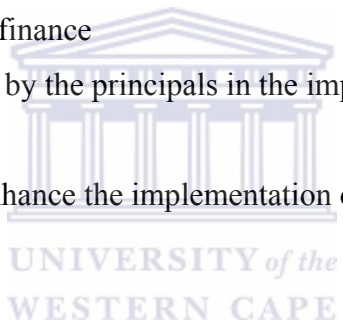 finance
by the principals in the imp
hance the implementation
UNIVERSITY of the
WESTERN CAPE